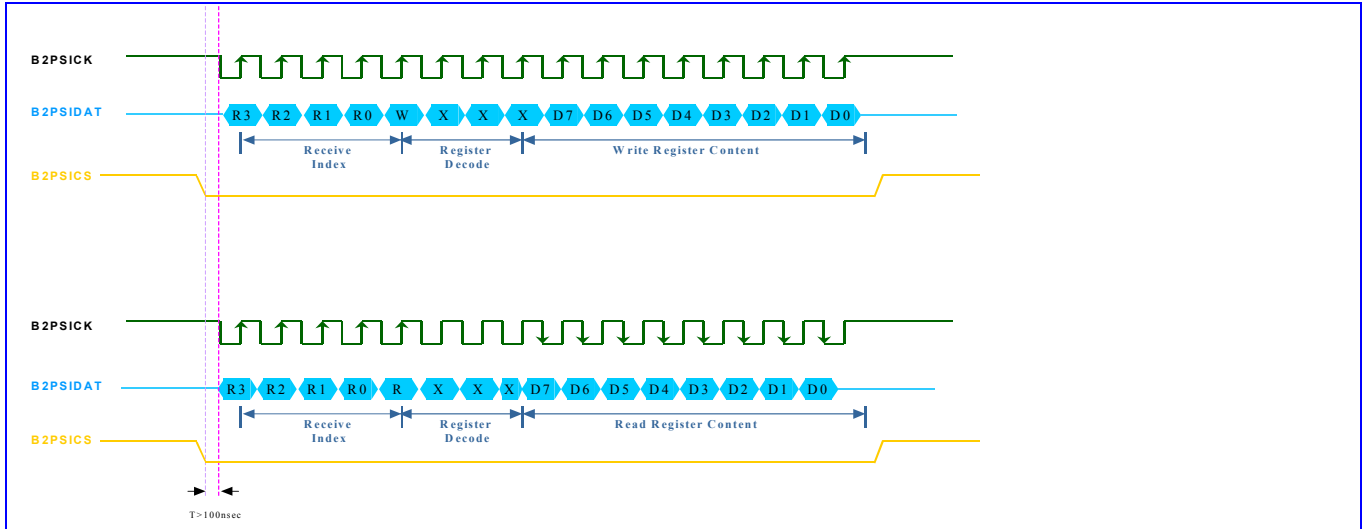 B2PSICK
B2PSIDAT R3 R2 R1 R0 W X X X D7 D6 D5 D4 D3 D2 D1 D0
Receive Register Write Register Content
Index Decode
B2PSICS
B2PSICK
B2PSIDAT R3 R2 R1 R0 R X X X D7 D6 D5 D4 D3 D2 D1 D0
Receive Register Read Register Content
Index Decode
B2PSICS
T>100nsec